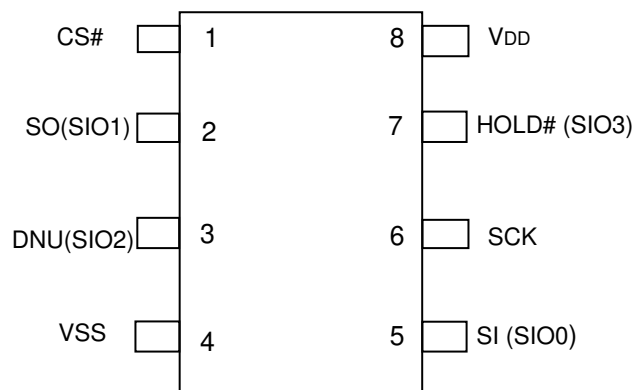 CS# 1 8 VDD
SO(SIO1) 2 7 HOLD# (SIO3)
DNU(SIO2) 3 6 SCK
VSS 4 5 SI (SIO0)